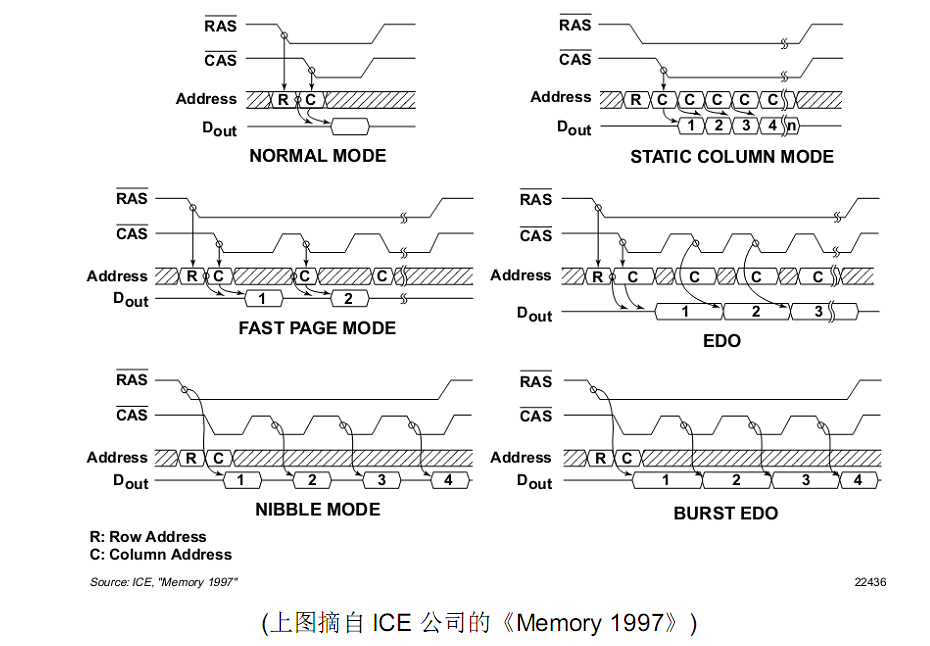 RAS
CAS
Address R C
Dout
NORMAL MODE
RAS
CAS
Address R C C C C C
Dout 1 2 3 4 n
STATIC COLUMN MODE
RAS
CAS
Address R C C C
Dout 1 2
FAST PAGE MODE
RAS
CAS
Address R C C C C
Dout 1 2 3
EDO
RAS
CAS
Address R C
Dout 1 2 3 4
NIBBLE MODE
RAS
CAS
Address R C
Dout 1 2 3 4
BURST EDO
R: Row Address
C: Column Address
Source: ICE, "Memory 1997"
22436
(上图摘自 ICE 公司的《Memory 1997》)